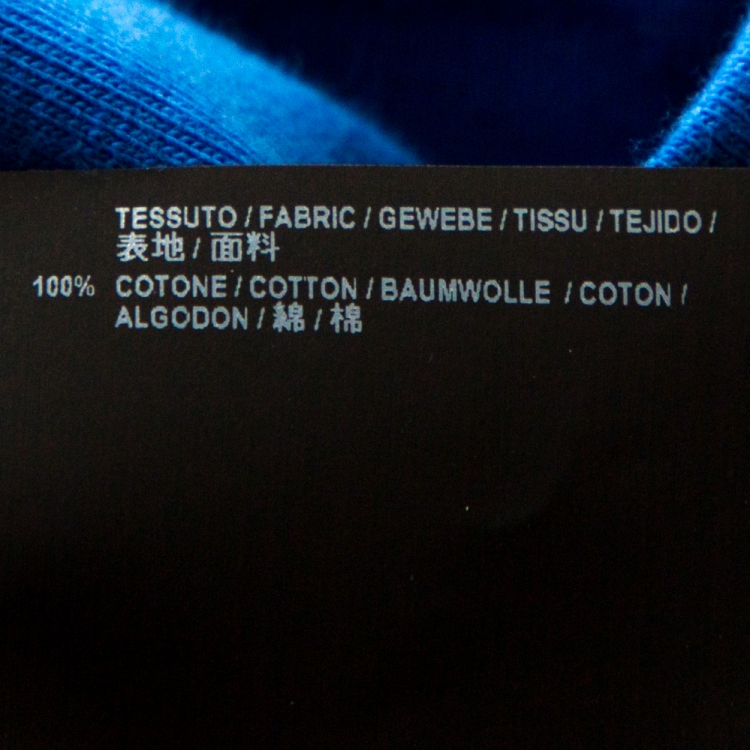 TESSUTO / FABRIC / GEWEBE / TISSU / TEJIDO /
表地 / 面料
100% COTONE / COTTON / BAUMWOLLE / COTON /
ALGODON / 綿 / 棉